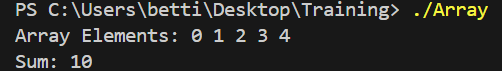 PS C:\Users\betti\Desktop\Training> ./Array
Array Elements: 0 1 2 3 4
Sum: 10